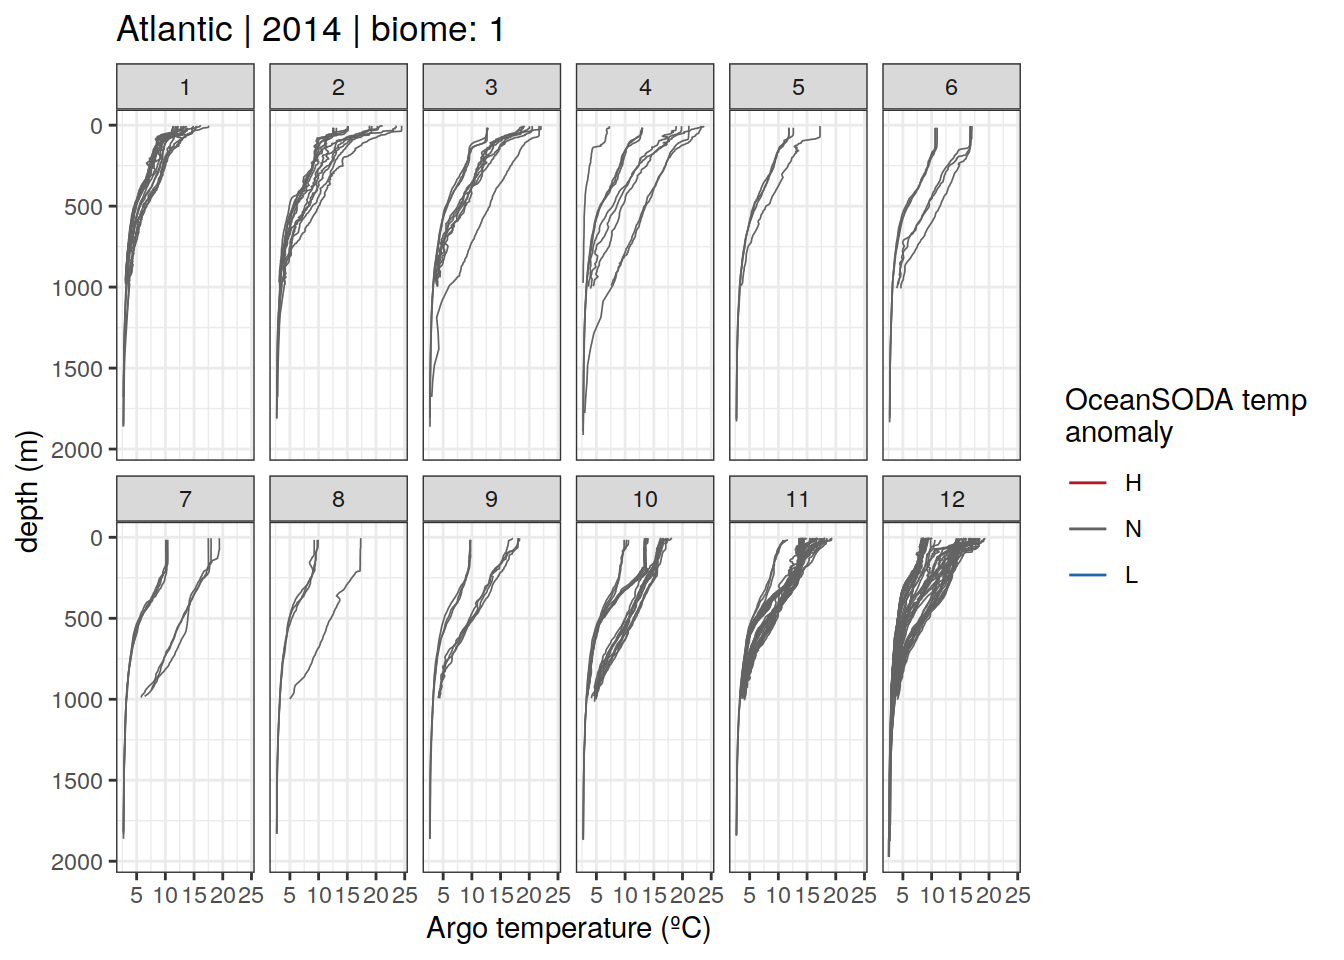 Atlantic | 2014 | biome: 1
1 2 3 4 5 6
0
500
1000
1500
2000
7 8 9 10 11 12
0
500
1000
1500
2000
5 10 15 20 25 5 10 15 20 25 5 10 15 20 25 5 10 15 20 25 5 10 15 20 25 5 10 15 20 25
Argo temperature (ºC)
depth (m)
OceanSODA temp
anomaly
H
N
L